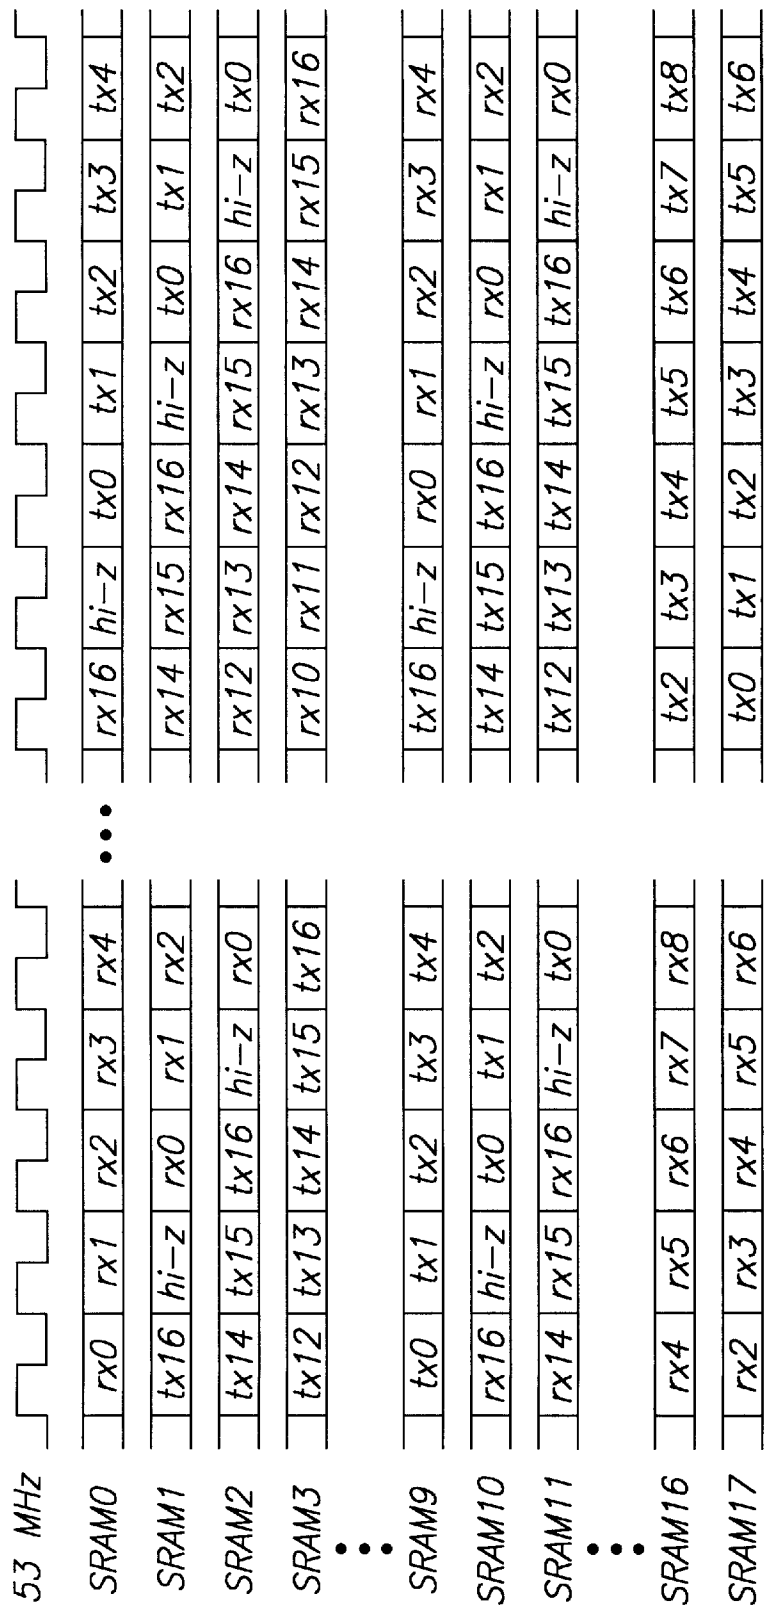 53 MHz
SRAM0 rx0 rx1 rx2 rx3 rx4 ••• rx16 hi-z tx0 tx1 tx2 tx3 tx4
SRAM1 tx16 hi-z rx0 rx1 rx2 rx14 rx15 rx16 hi-z tx0 tx1 tx2
SRAM2 tx14 tx15 tx16 hi-z rx0 rx12 rx13 rx14 rx15 rx16 hi-z tx0
SRAM3 tx12 tx13 tx14 tx15 tx16 rx10 rx11 rx12 rx13 rx14 rx15 rx16
•••
SRAM9 tx0 tx1 tx2 tx3 tx4 tx16 hi-z rx0 rx1 rx2 rx3 rx4
SRAM10 rx16 hi-z tx0 tx1 tx2 tx14 tx15 tx16 hi-z rx0 rx1 rx2
SRAM11 rx14 rx15 rx16 hi-z tx0 tx12 tx13 tx14 tx15 tx16 hi-z rx0
•••
SRAM16 rx4 rx5 rx6 rx7 rx8 tx2 tx3 tx4 tx5 tx6 tx7 tx8
SRAM17 rx2 rx3 rx4 rx5 rx6 tx0 tx1 tx2 tx3 tx4 tx5 tx6